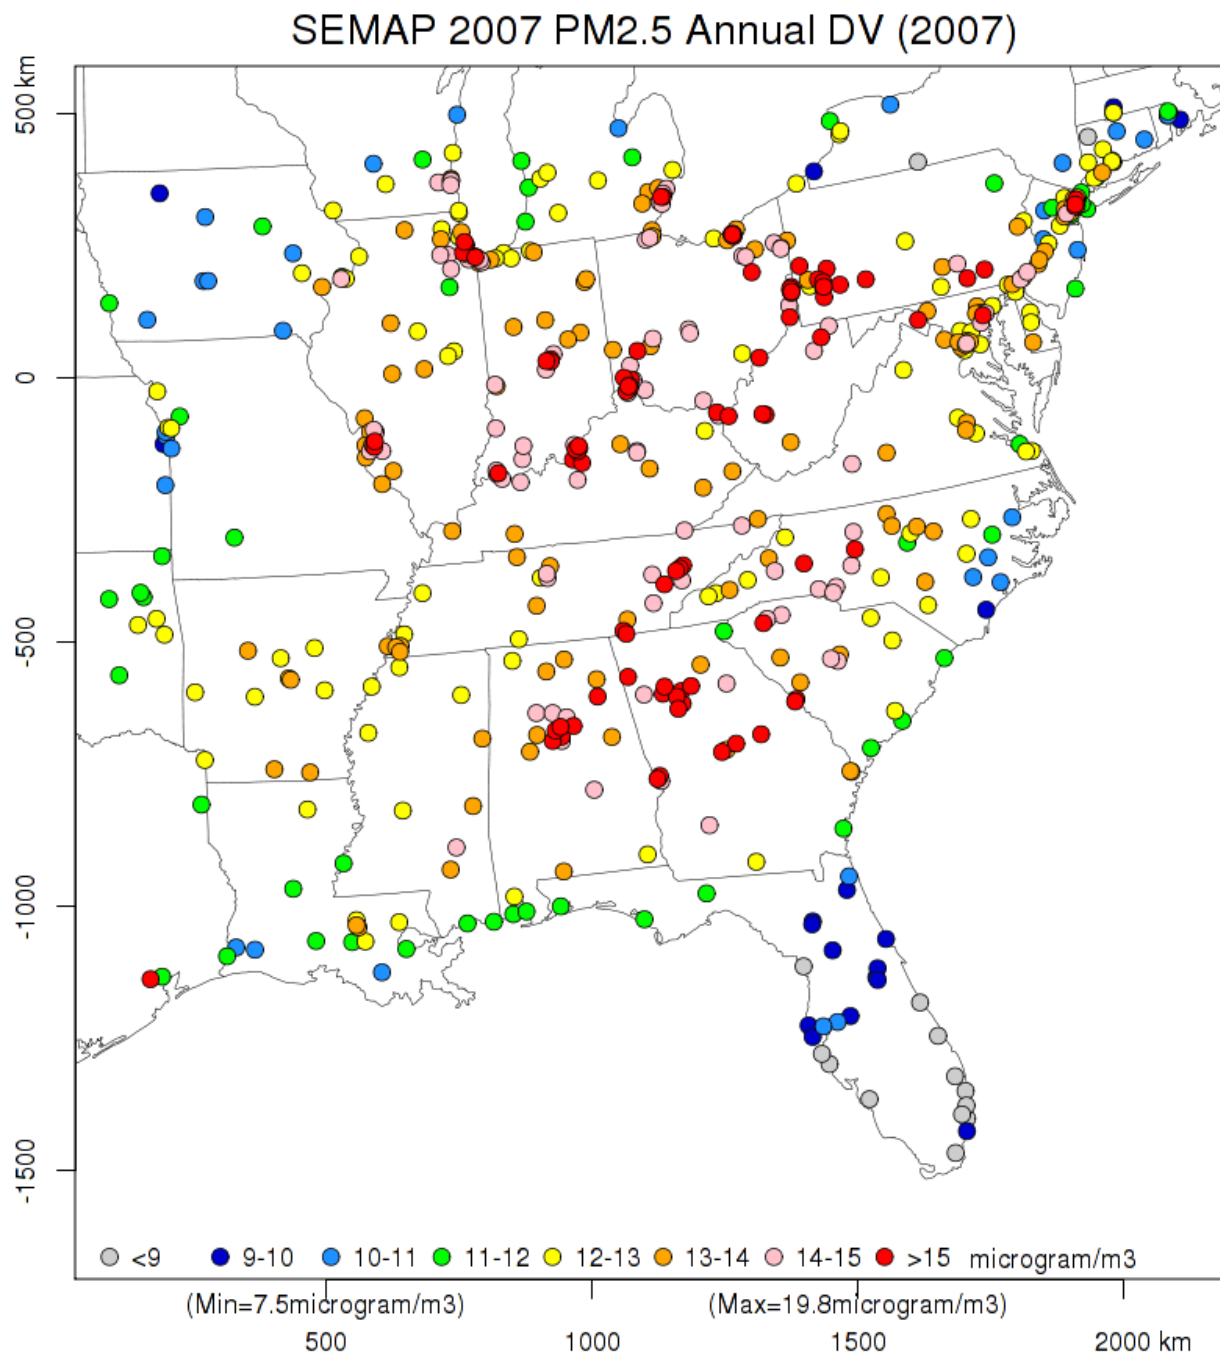 SEMAP 2007 PM2.5 Annual DV (2007)
500 km
0
-500
-1000
-1500
<9 9-10 10-11 11-12 12-13 13-14 14-15 >15 microgram/m3
(Min=7.5microgram/m3) (Max=19.8microgram/m3)
500 1000 1500 2000 km